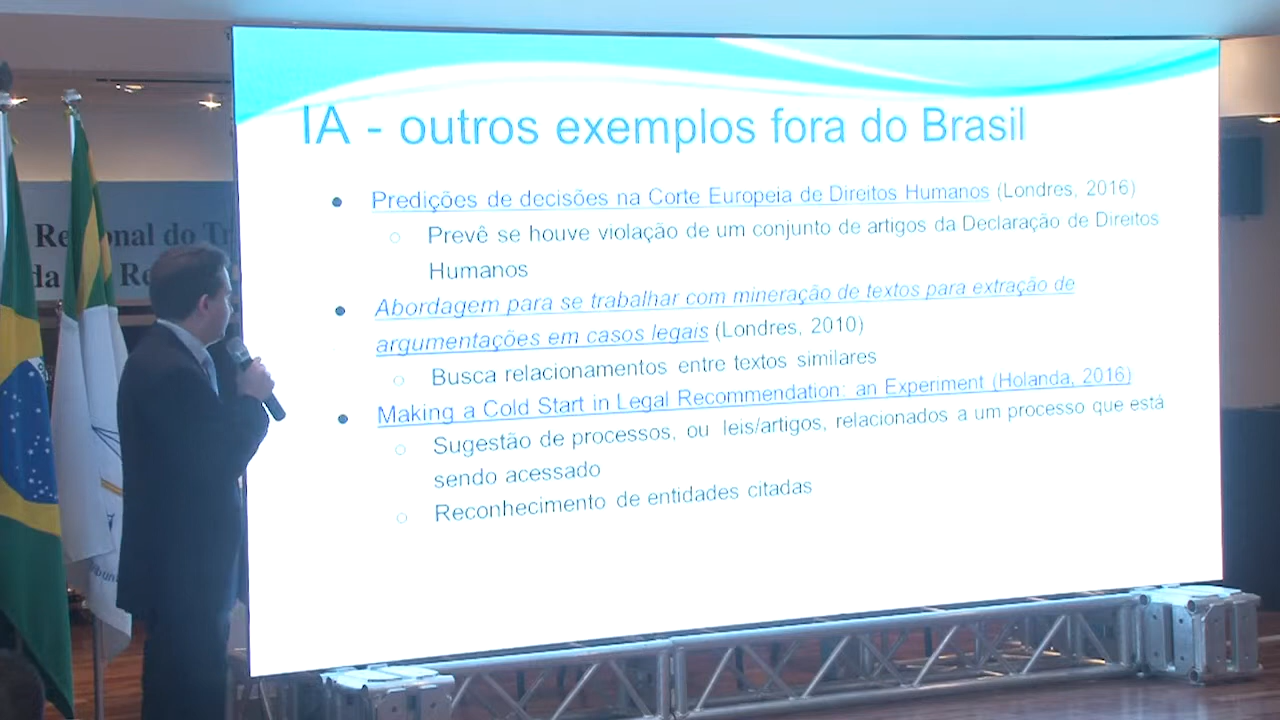 IA - outros exemplos fora do Brasil
Predições de decisões na Corte Europeia de Direitos Humanos (Londres, 2016)
Prevê se houve violação de um conjunto de artigos da Declaração de Direitos
Humanos
Abordagem para se trabalhar com mineração de textos para extração de
argumentações em casos legais (Londres, 2010)
Busca relacionamentos entre textos similares
Making a Cold Start in Legal Recommendation: an Experiment (Holanda, 2016)
Sugestão de processos, ou leis/artigos, relacionados a um processo que está
sendo acessado
Reconhecimento de entidades citadas
Regional do Tr
da